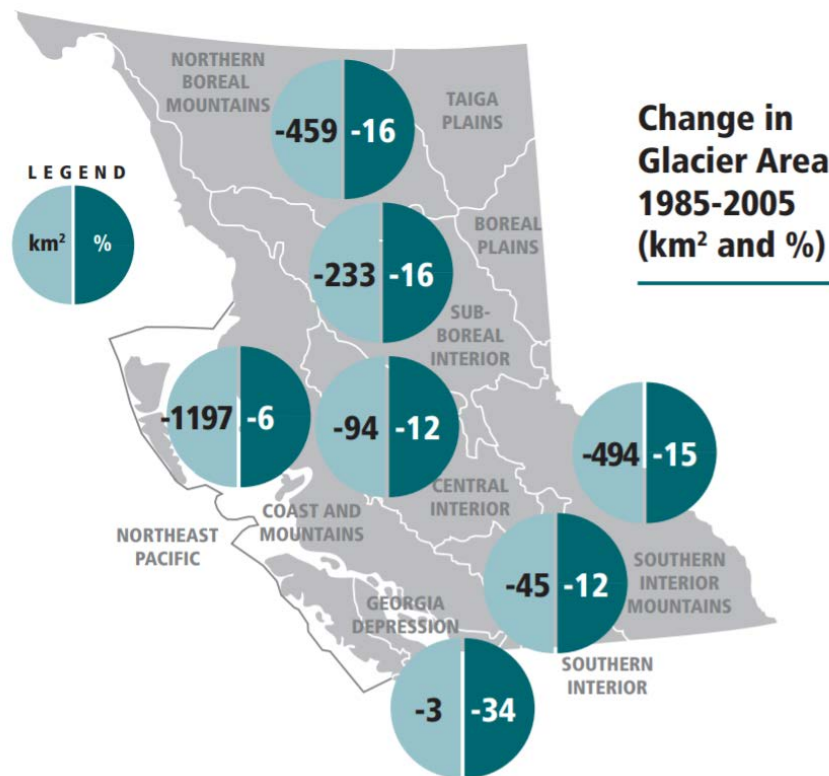 Change in
Glacier Area
1985-2005
(km² and %)
LEGEND
km² %
NORTHERN
BOREAL
MOUNTAINS
-459 -16
TAIGA
PLAINS
BOREAL
PLAINS
-233 -16
SUB-
BOREAL
INTERIOR
-1197 -6
-94 -12
-494 -15
CENTRAL
INTERIOR
COAST AND
MOUNTAINS
NORTHEAST
PACIFIC
-45 -12
SOUTHERN
INTERIOR
MOUNTAINS
GEORGIA
DEPRESSION
SOUTHERN
INTERIOR
-3 -34